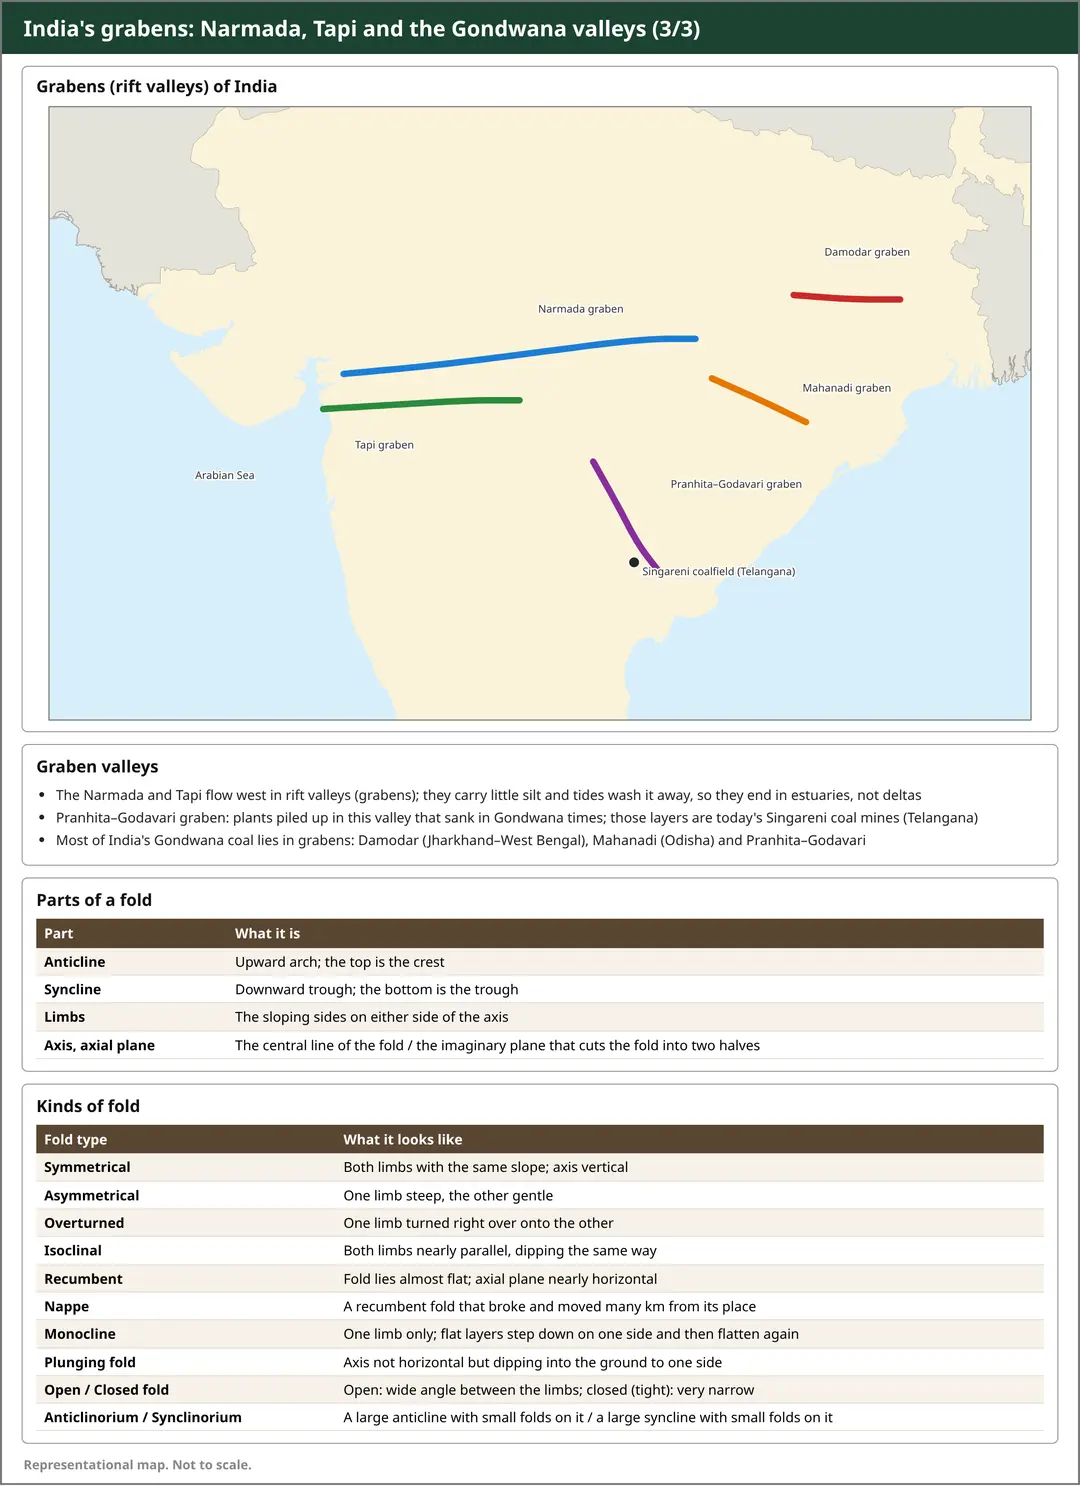 India's grabens: Narmada, Tapi and the Gondwana valleys (3/3)
Grabens (rift valleys) of India
Damodar graben
Narmada graben
Mahanadi graben
Tapi graben
Arabian Sea
Pranhita–Godavari graben
Singareni coalfield (Telangana)
Graben valleys
• The Narmada and Tapi flow west in rift valleys (grabens); they carry little silt and tides wash it away, so they end in estuaries, not deltas
• Pranhita–Godavari graben: plants piled up in this valley that sank in Gondwana times; those layers are today's Singareni coal mines (Telangana)
• Most of India's Gondwana coal lies in grabens: Damodar (Jharkhand–West Bengal), Mahanadi (Odisha) and Pranhita–Godavari
Parts of a fold
Part What it is
Anticline Upward arch; the top is the crest
Syncline Downward trough; the bottom is the trough
Limbs The sloping sides on either side of the axis
Axis, axial plane The central line of the fold / the imaginary plane that cuts the fold into two halves
Kinds of fold
Fold type What it looks like
Symmetrical Both limbs with the same slope; axis vertical
Asymmetrical One limb steep, the other gentle
Overturned One limb turned right over onto the other
Isoclinal Both limbs nearly parallel, dipping the same way
Recumbent Fold lies almost flat; axial plane nearly horizontal
Nappe A recumbent fold that broke and moved many km from its place
Monocline One limb only; flat layers step down on one side and then flatten again
Plunging fold Axis not horizontal but dipping into the ground to one side
Open / Closed fold Open: wide angle between the limbs; closed (tight): very narrow
Anticlinorium / Synclinorium A large anticline with small folds on it / a large syncline with small folds on it
Representational map. Not to scale.